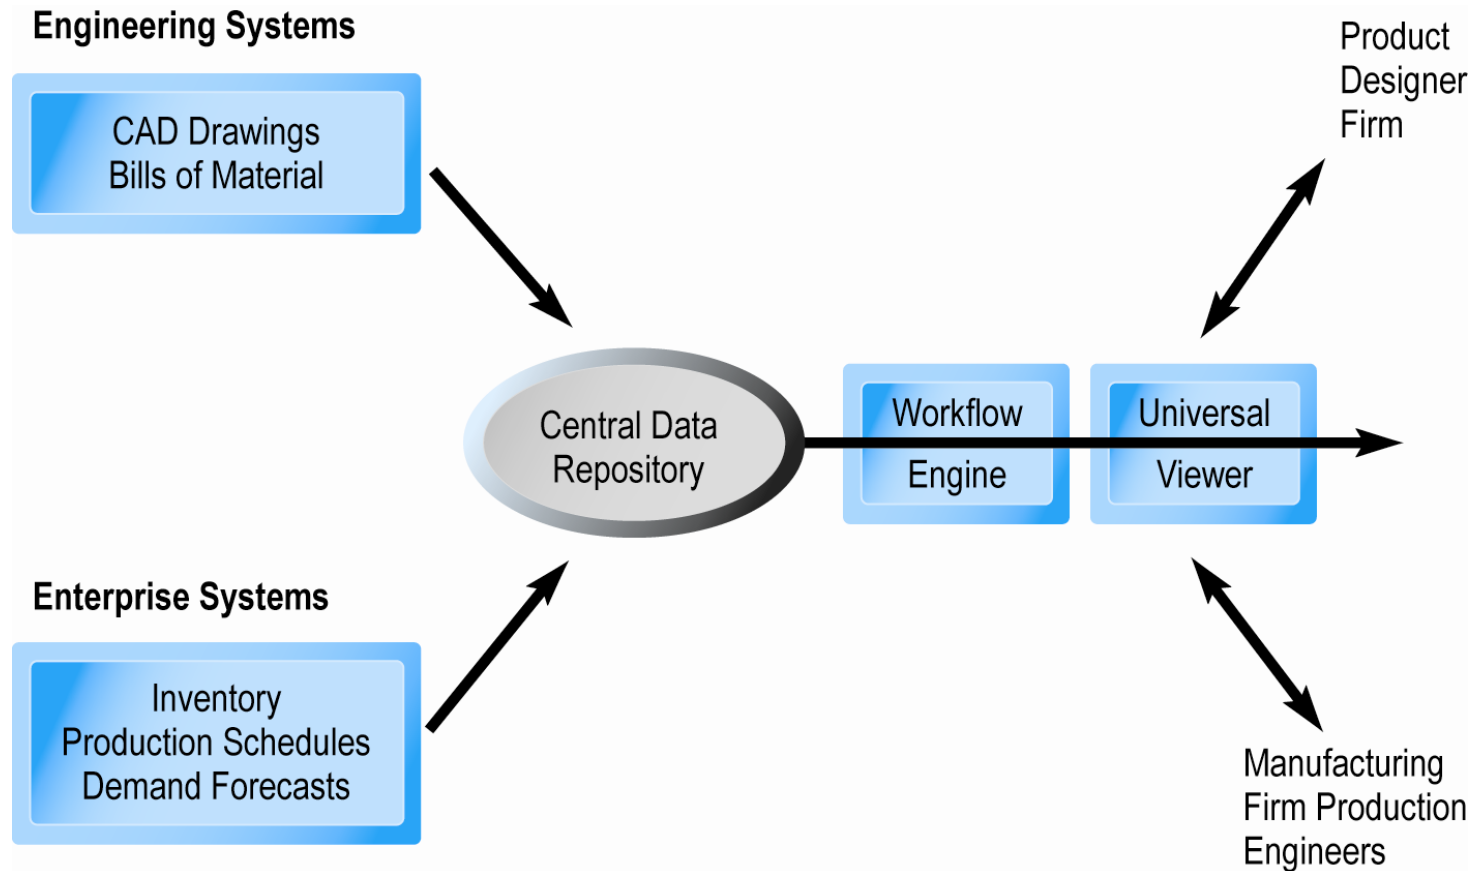 Engineering Systems
CAD Drawings
Bills of Material
Product
Designer
Firm
Central Data
Repository
Workflow
Engine
Universal
Viewer
Enterprise Systems
Inventory
Production Schedules
Demand Forecasts
Manufacturing
Firm Production
Engineers